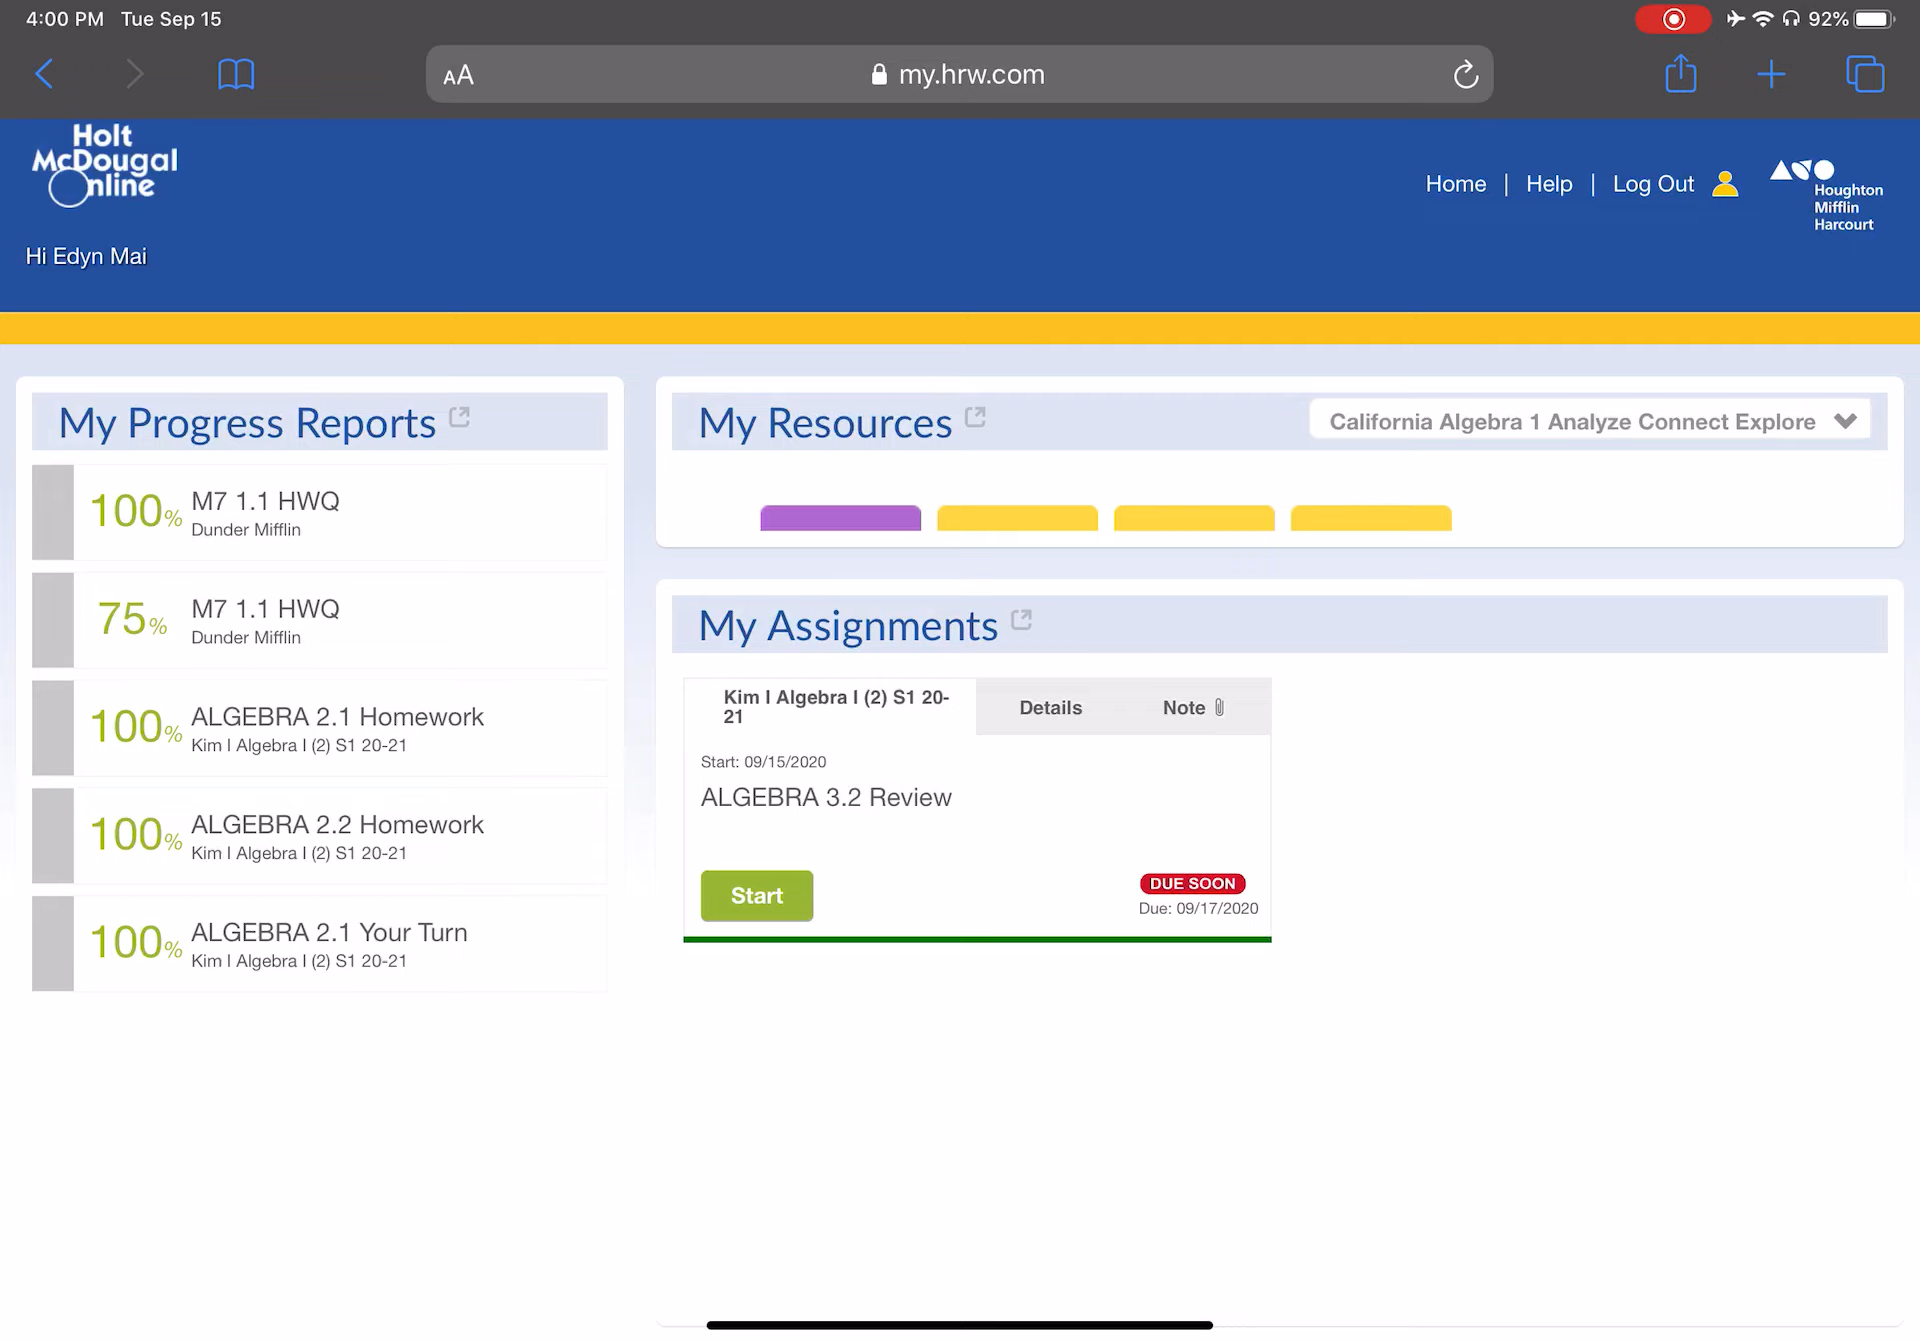 4:00 PM Tue Sep 15
92%
AA
my.hrw.com
Holt
McDougal
Online
Home | Help | Log Out
Houghton
Mifflin
Harcourt
Hi Edyn Mai
My Progress Reports
100% M7 1.1 HWQ
Dunder Mifflin
75% M7 1.1 HWQ
Dunder Mifflin
100% ALGEBRA 2.1 Homework
Kim I Algebra I (2) S1 20-21
100% ALGEBRA 2.2 Homework
Kim I Algebra I (2) S1 20-21
100% ALGEBRA 2.1 Your Turn
Kim I Algebra I (2) S1 20-21
My Resources
California Algebra 1 Analyze Connect Explore
My Assignments
Kim I Algebra I (2) S1 20-
21
Details
Note
Start: 09/15/2020
ALGEBRA 3.2 Review
Start
DUE SOON
Due: 09/17/2020